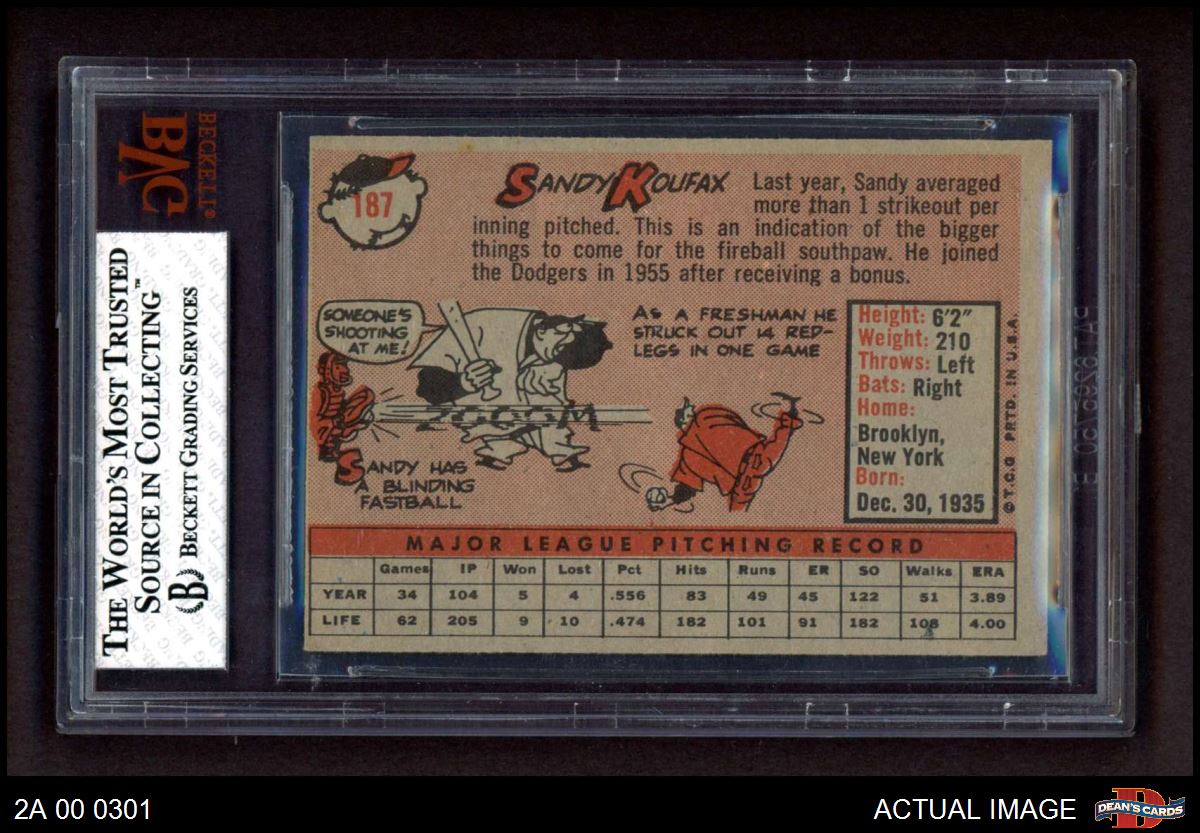 BECKETT®
BVG
THE WORLD'S MOST TRUSTED
SOURCE IN COLLECTING™
B BECKETT GRADING SERVICES
187
SANDY KOUFAX
Last year, Sandy averaged
more than 1 strikeout per
inning pitched. This is an indication of the bigger
things to come for the fireball southpaw. He joined
the Dodgers in 1955 after receiving a bonus.
SOMEONE'S
SHOOTING
AT ME!
ZOOM
SANDY HAS
A BLINDING
FASTBALL
AS A FRESHMAN HE
STRUCK OUT 14 RED-
LEGS IN ONE GAME
Height: 6'2"
Weight: 210
Throws: Left
Bats: Right
Home:
Brooklyn,
New York
Born:
Dec. 30, 1935
© T.C.G. PRTD. IN U.S.A.
MAJOR LEAGUE PITCHING RECORD
Games IP Won Lost Pct Hits Runs ER SO Walks ERA
YEAR 34 104 5 4 .556 83 49 45 122 51 3.89
LIFE 62 205 9 10 .474 182 101 91 182 108 4.00
2A 00 0301
ACTUAL IMAGE
D
DEAN'S CARDS